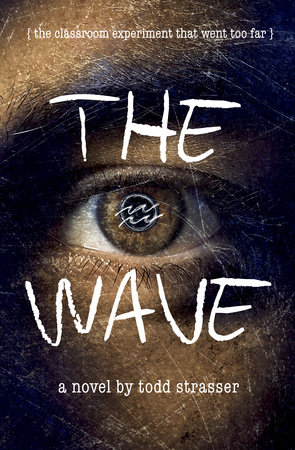 { the classroom experiment that went too far }
THE
WAVE
a novel by todd strasser